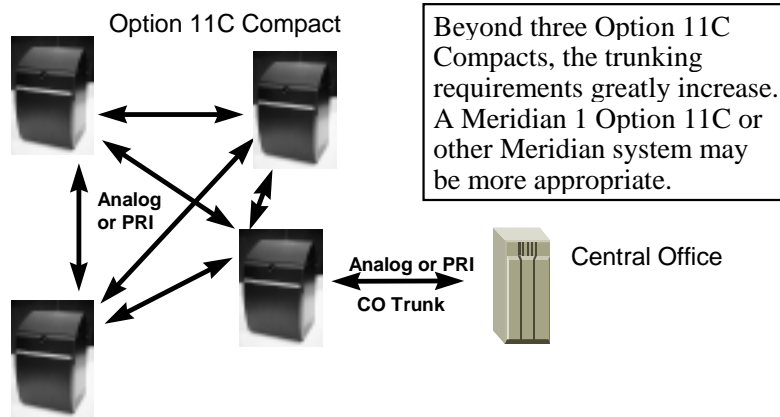 Option 11C Compact
Beyond three Option 11C
Compacts, the trunking
requirements greatly increase.
A Meridian 1 Option 11C or
other Meridian system may
be more appropriate.
Analog
or PRI
Analog or PRI
CO Trunk
Central Office